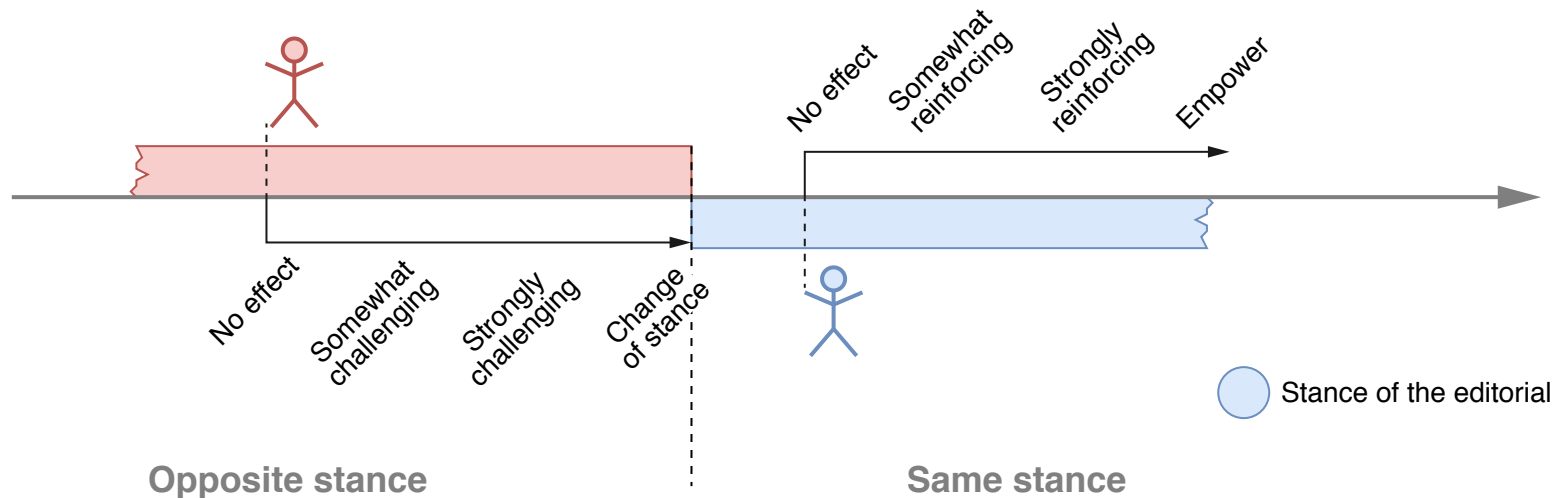 No effect
Somewhat
reinforcing
Strongly
reinforcing
Empower
No effect
Somewhat
challenging
Strongly
challenging
Change
of stance
Stance of the editorial
Opposite stance
Same stance